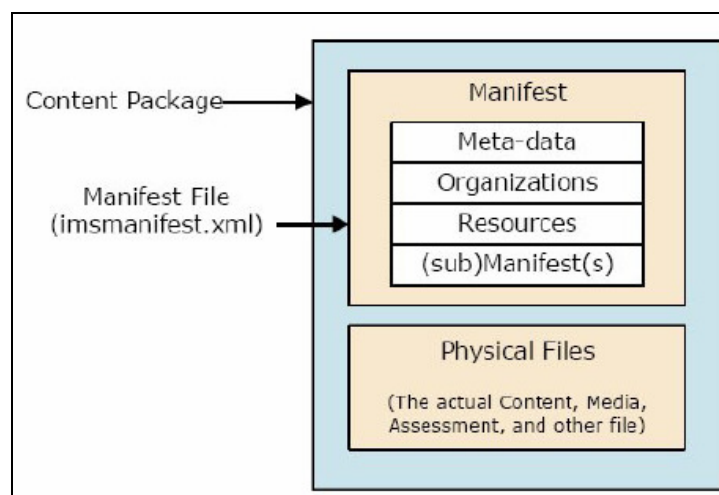 Content Package
Manifest File
(imsmanifest.xml)
Manifest
Meta-data
Organizations
Resources
(sub)Manifest(s)
Physical Files
(The actual Content, Media,
Assessment, and other file)